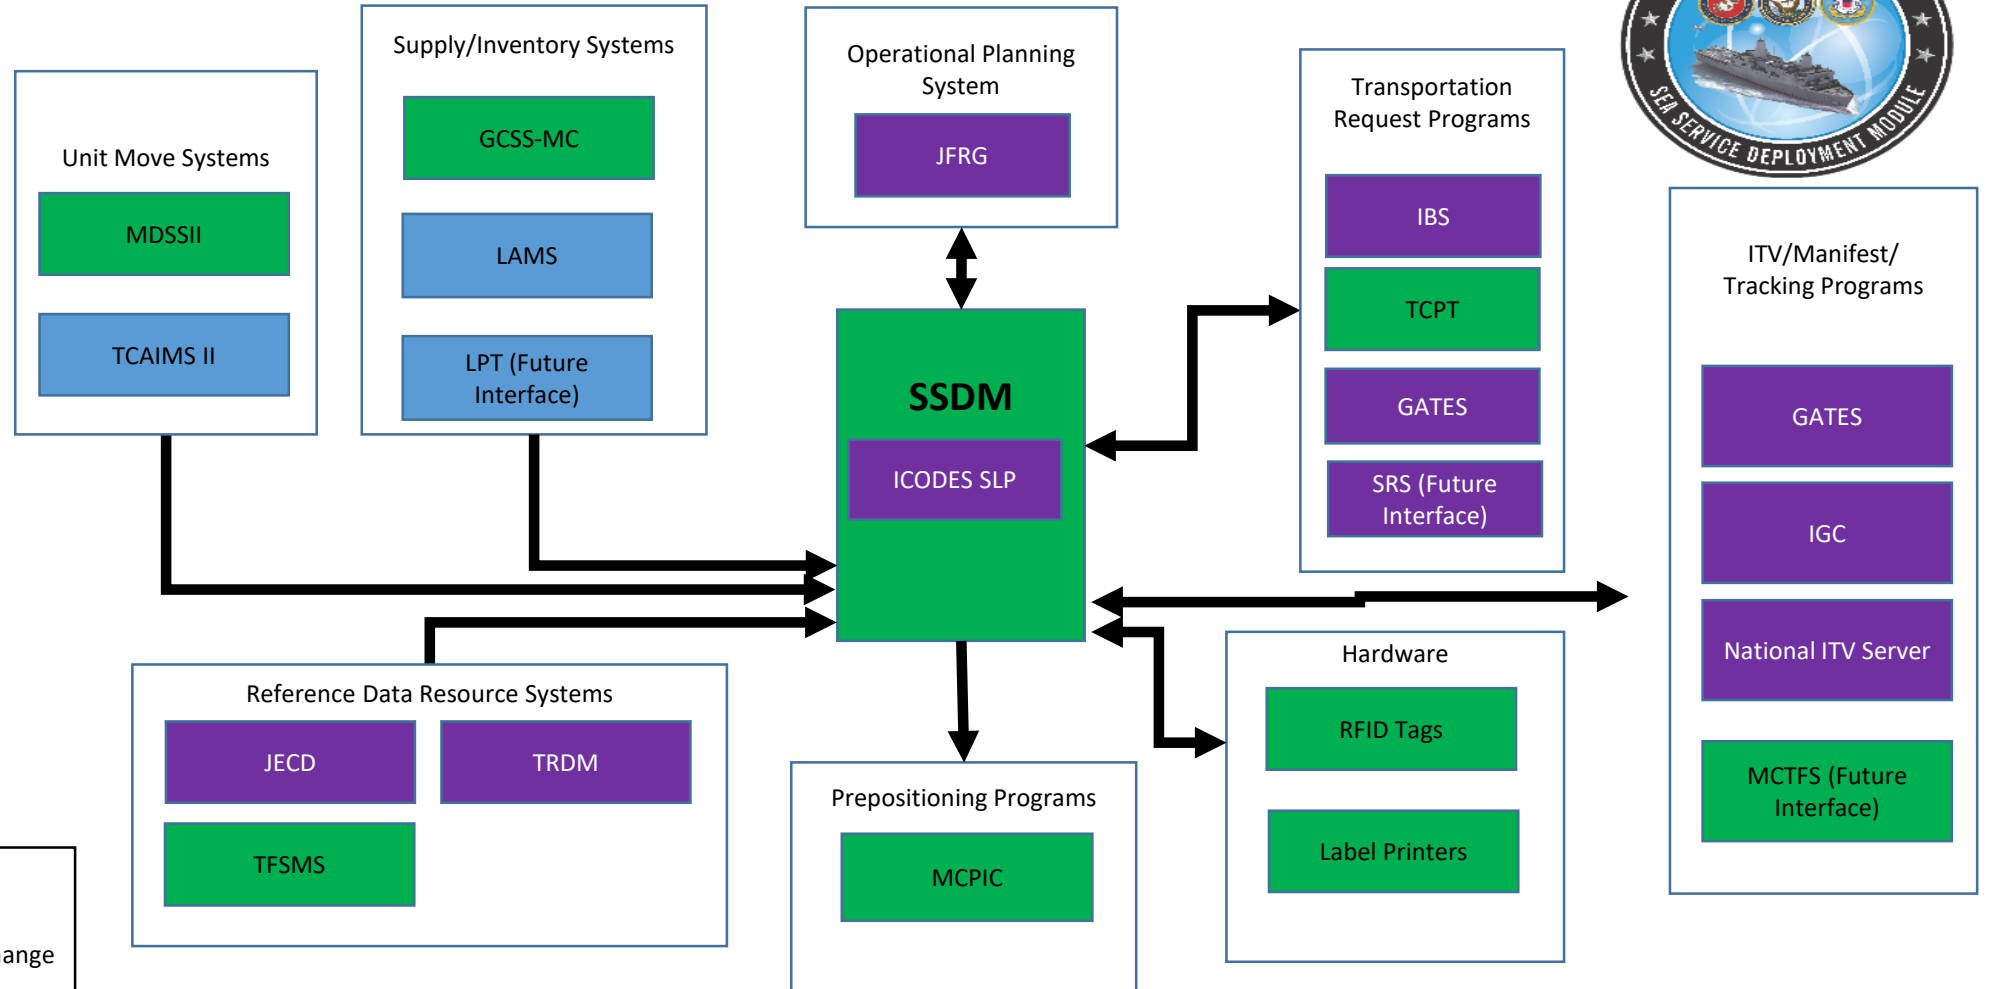 Supply/Inventory Systems
GCSS-MC
LAMS
LPT (Future
Interface)
Unit Move Systems
MDSSII
TCAIMS II
Operational Planning
System
JFRG
SSDM
ICODES SLP
Transportation
Request Programs
IBS
TCPT
GATES
SRS (Future
Interface)
SEA SERVICE DEPLOYMENT MODULE
ITV/Manifest/
Tracking Programs
GATES
IGC
National ITV Server
MCTFS (Future
Interface)
Reference Data Resource Systems
JECD
TRDM
TFSMS
Prepositioning Programs
MCPIC
Hardware
RFID Tags
Label Printers